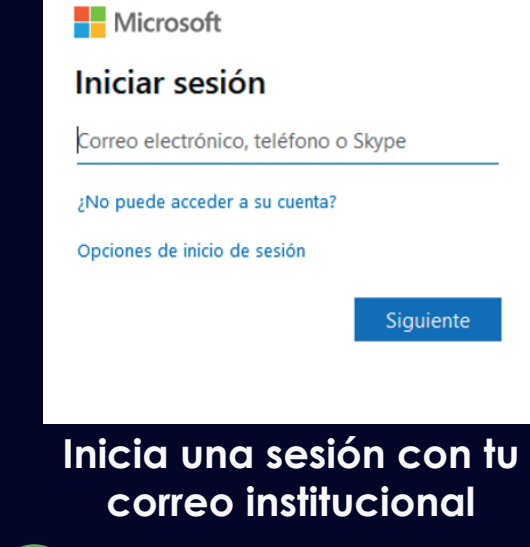 Microsoft
Iniciar sesión
Correo electrónico, teléfono o Skype
¿No puede acceder a su cuenta?
Opciones de inicio de sesión
Siguiente
Inicia una sesión con tu
correo institucional